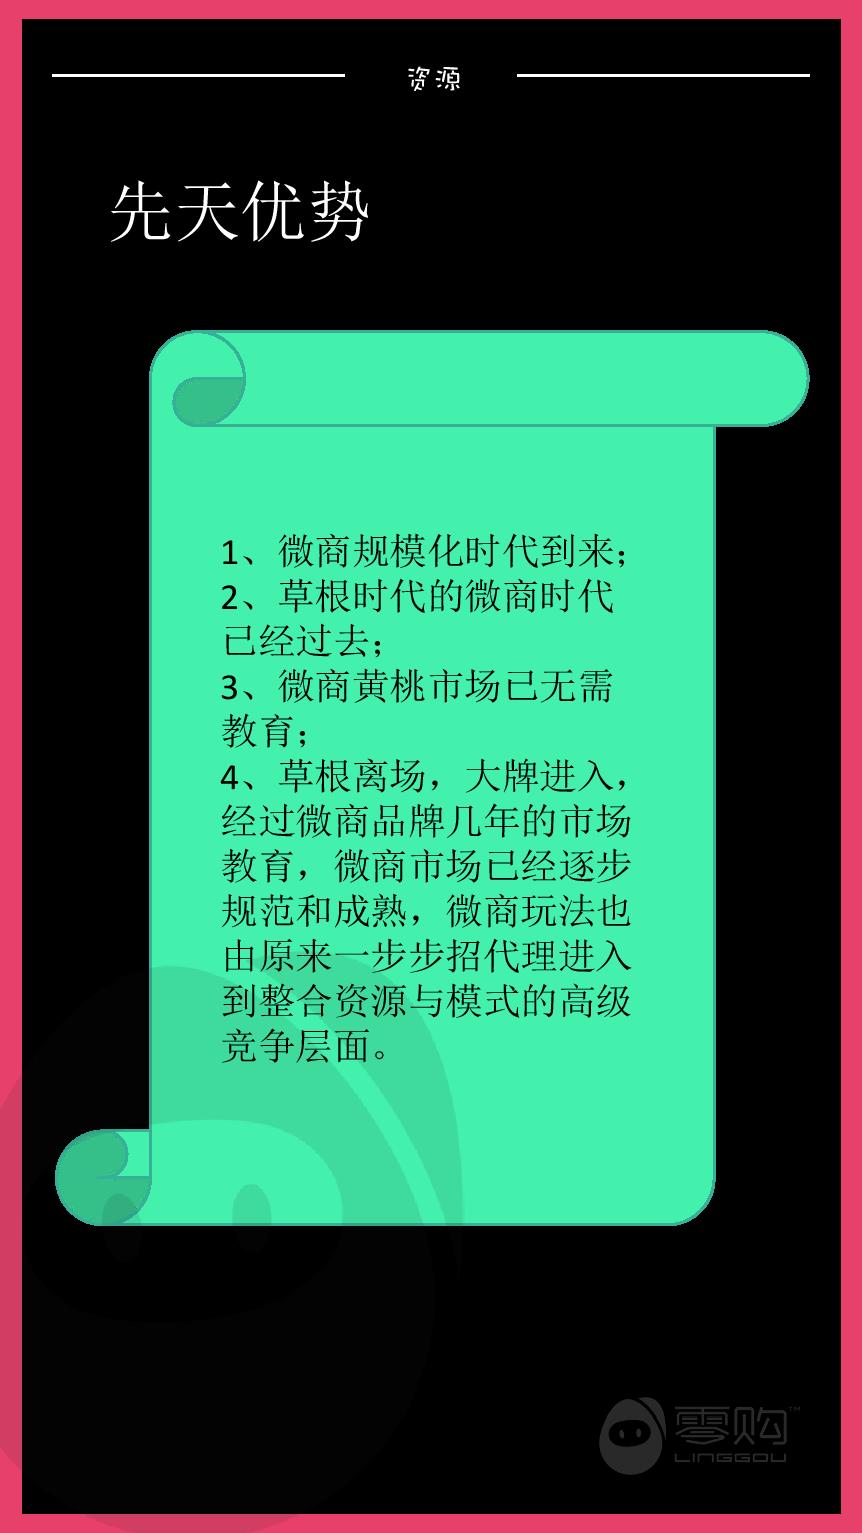 资源
先天优势
1、微商规模化时代到来；
2、草根时代的微商时代
已经过去；
3、微商黄桃市场已无需
教育；
4、草根离场，大牌进入，
经过微商品牌几年的市场
教育，微商市场已经逐步
规范和成熟，微商玩法也
由原来一步步招代理进入
到整合资源与模式的高级
竞争层面。
零购™
LINGGOU